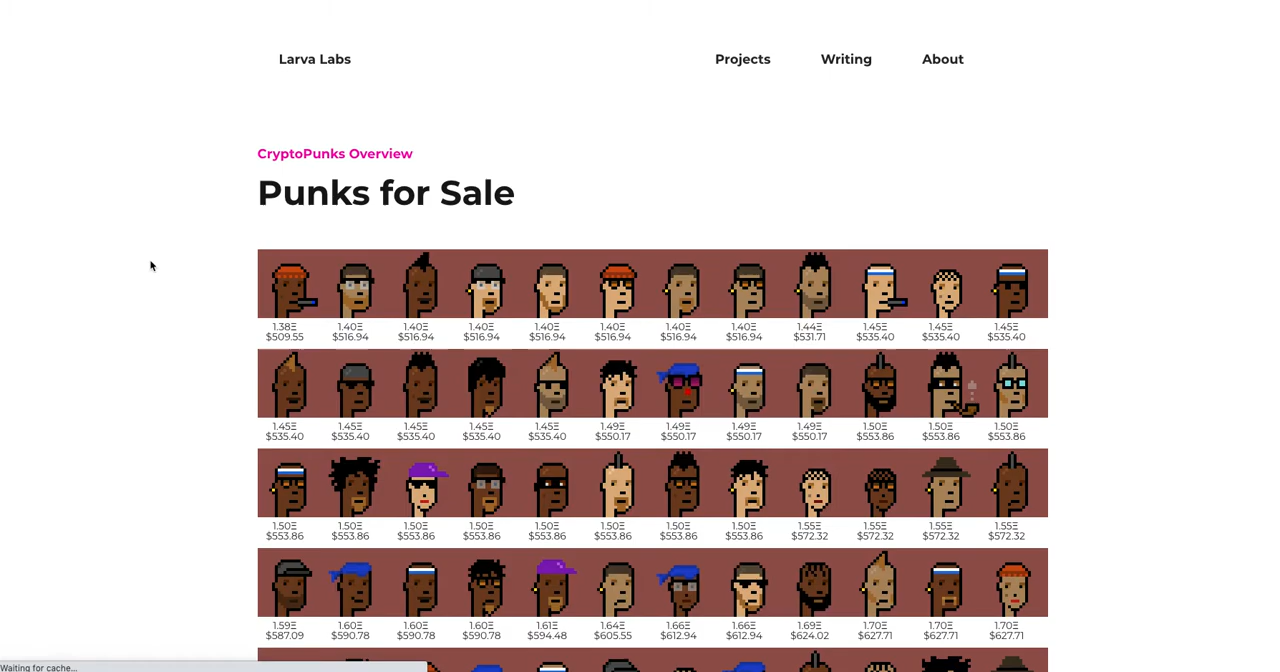 Larva Labs
Projects
Writing
About
CryptoPunks Overview
Punks for Sale
1.38Ξ 1.40Ξ 1.40Ξ 1.40Ξ 1.40Ξ 1.40Ξ 1.40Ξ 1.40Ξ 1.44Ξ 1.45Ξ 1.45Ξ 1.45Ξ
$509.55 $516.94 $516.94 $516.94 $516.94 $516.94 $516.94 $516.94 $531.71 $535.40 $535.40 $535.40
1.45Ξ 1.45Ξ 1.45Ξ 1.45Ξ 1.45Ξ 1.49Ξ 1.49Ξ 1.49Ξ 1.49Ξ 1.50Ξ 1.50Ξ 1.50Ξ
$535.40 $535.40 $535.40 $535.40 $535.40 $550.17 $550.17 $550.17 $550.17 $553.86 $553.86 $553.86
1.50Ξ 1.50Ξ 1.50Ξ 1.50Ξ 1.50Ξ 1.50Ξ 1.50Ξ 1.50Ξ 1.55Ξ 1.55Ξ 1.55Ξ 1.55Ξ
$553.86 $553.86 $553.86 $553.86 $553.86 $553.86 $553.86 $553.86 $572.32 $572.32 $572.32 $572.32
1.59Ξ 1.60Ξ 1.60Ξ 1.60Ξ 1.61Ξ 1.64Ξ 1.66Ξ 1.66Ξ 1.69Ξ 1.70Ξ 1.70Ξ 1.70Ξ
$587.09 $590.78 $590.78 $590.78 $594.48 $605.55 $612.94 $612.94 $624.02 $627.71 $627.71 $627.71
Waiting for cache...